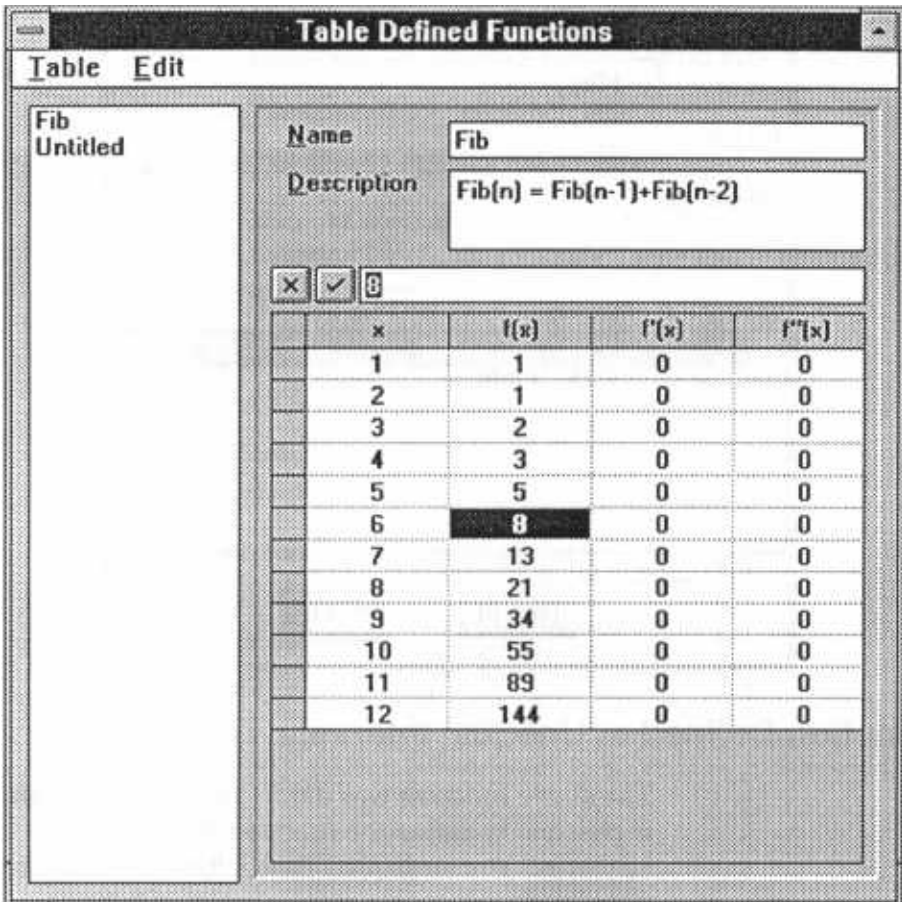 Table Defined Functions
Table Edit
Fib
Untitled
Name Fib
Description Fib(n) = Fib(n-1)+Fib(n-2)
8
x f(x) f'(x) f''(x)
1 1 0 0
2 1 0 0
3 2 0 0
4 3 0 0
5 5 0 0
6 8 0 0
7 13 0 0
8 21 0 0
9 34 0 0
10 55 0 0
11 89 0 0
12 144 0 0